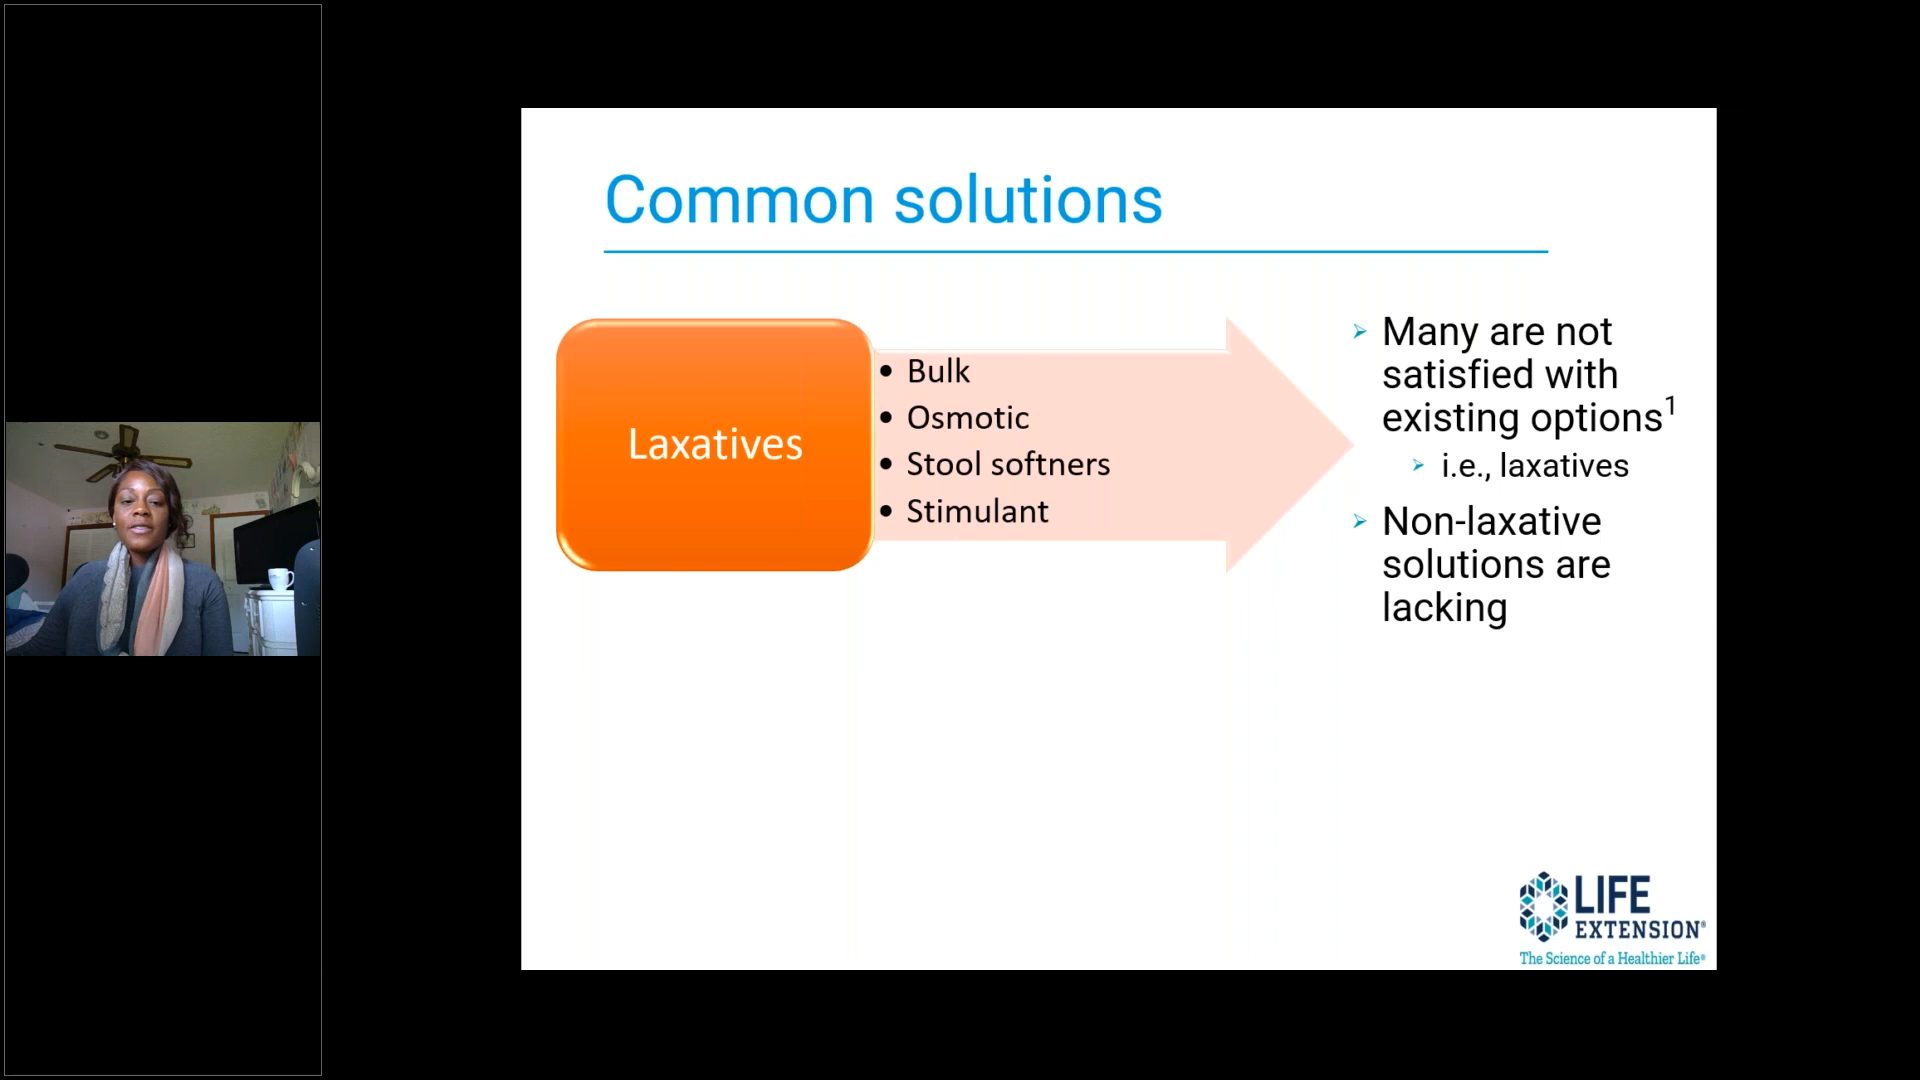 Common solutions
Laxatives
• Bulk
• Osmotic
• Stool softners
• Stimulant
➢ Many are not
satisfied with
existing options¹
➢ i.e., laxatives
➢ Non-laxative
solutions are
lacking
LIFE
EXTENSION®
The Science of a Healthier Life®